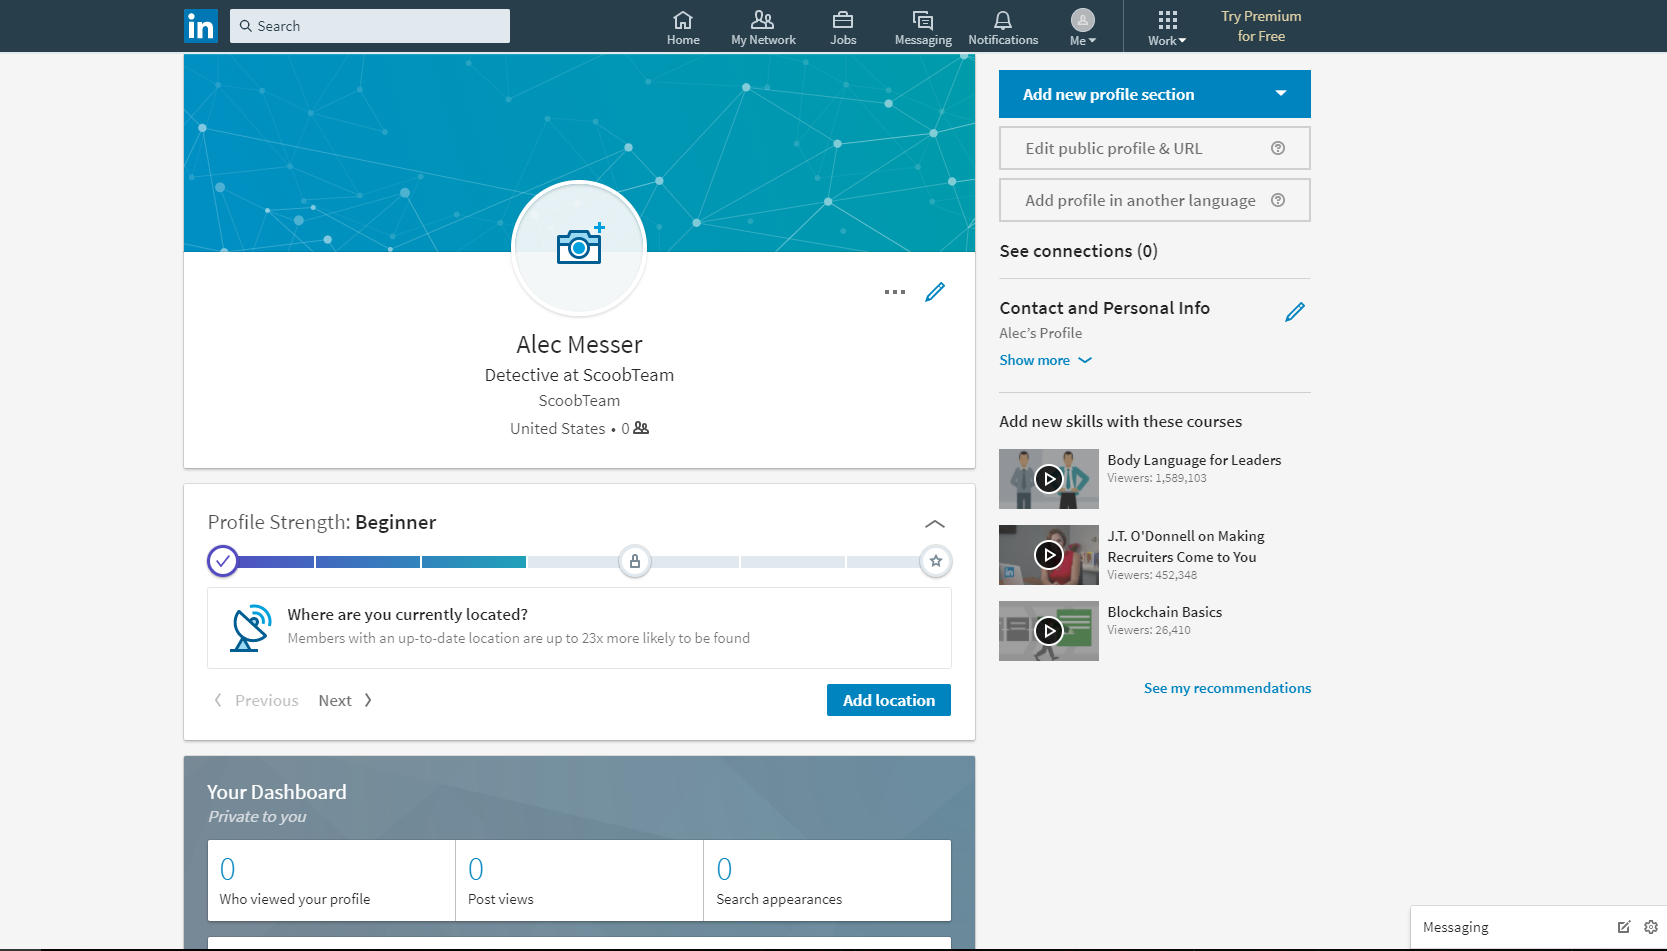 in
Search
Home
My Network
Jobs
Messaging
Notifications
Me
Work
Try Premium
for Free
Alec Messer
Detective at ScoobTeam
ScoobTeam
United States • 0
Profile Strength: Beginner
Where are you currently located?
Members with an up-to-date location are up to 23x more likely to be found
Previous
Next
Add location
Your Dashboard
Private to you
0
Who viewed your profile
0
Post views
0
Search appearances
Add new profile section
Edit public profile & URL
Add profile in another language
See connections (0)
Contact and Personal Info
Alec’s Profile
Show more
Add new skills with these courses
Body Language for Leaders
Viewers: 1,589,103
in
J.T. O'Donnell on Making
Recruiters Come to You
Viewers: 452,348
Blockchain Basics
Viewers: 26,410
See my recommendations
Messaging